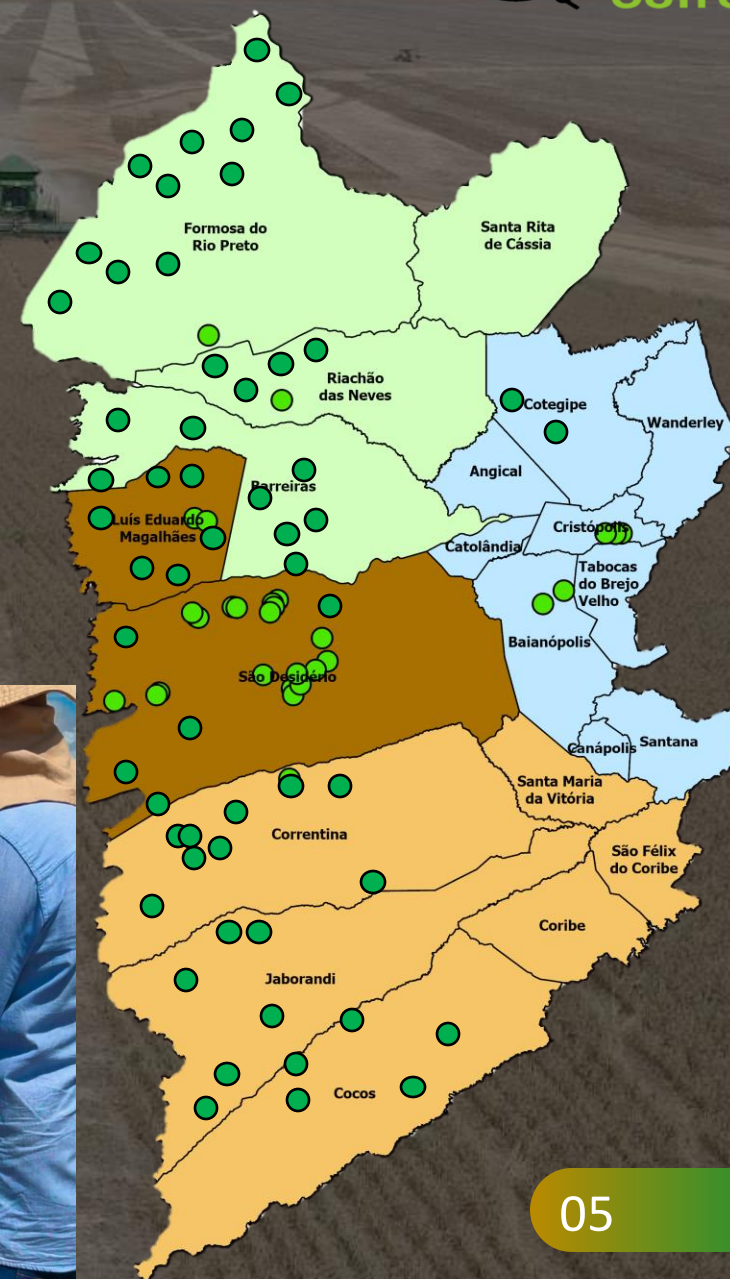 Formosa do
Rio Preto
Santa Rita
de Cássia
Riachão
das Neves
Cotegipe
Wanderley
Angical
Barreiras
Luís Eduardo
Magalhães
Cristópolis
Catolândia
Tabocas
do Brejo
Velho
Baianópolis
São Desidério
Canápolis
Santana
Santa Maria
da Vitória
Correntina
São Félix
do Coribe
Coribe
Jaborandi
Cocos
05